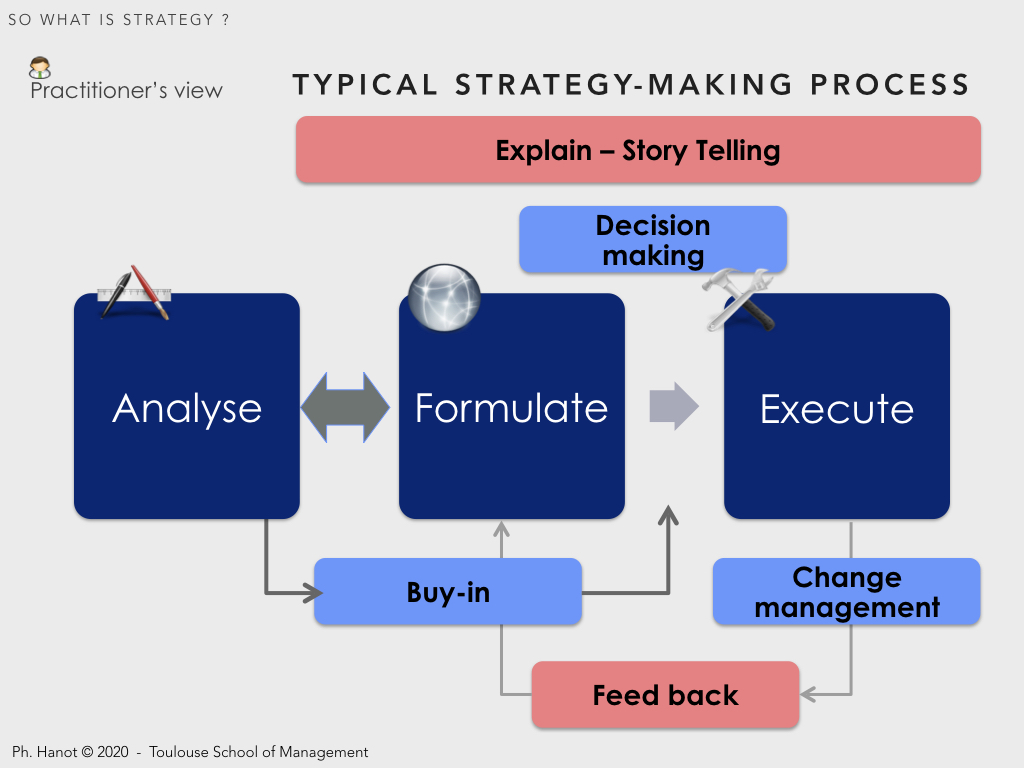 SO WHAT IS STRATEGY ?
Practitioner’s view
TYPICAL STRATEGY-MAKING PROCESS
Explain – Story Telling
Decision
making
Analyse
Formulate
Execute
Buy-in
Change
management
Feed back
Ph. Hanot © 2020 - Toulouse School of Management